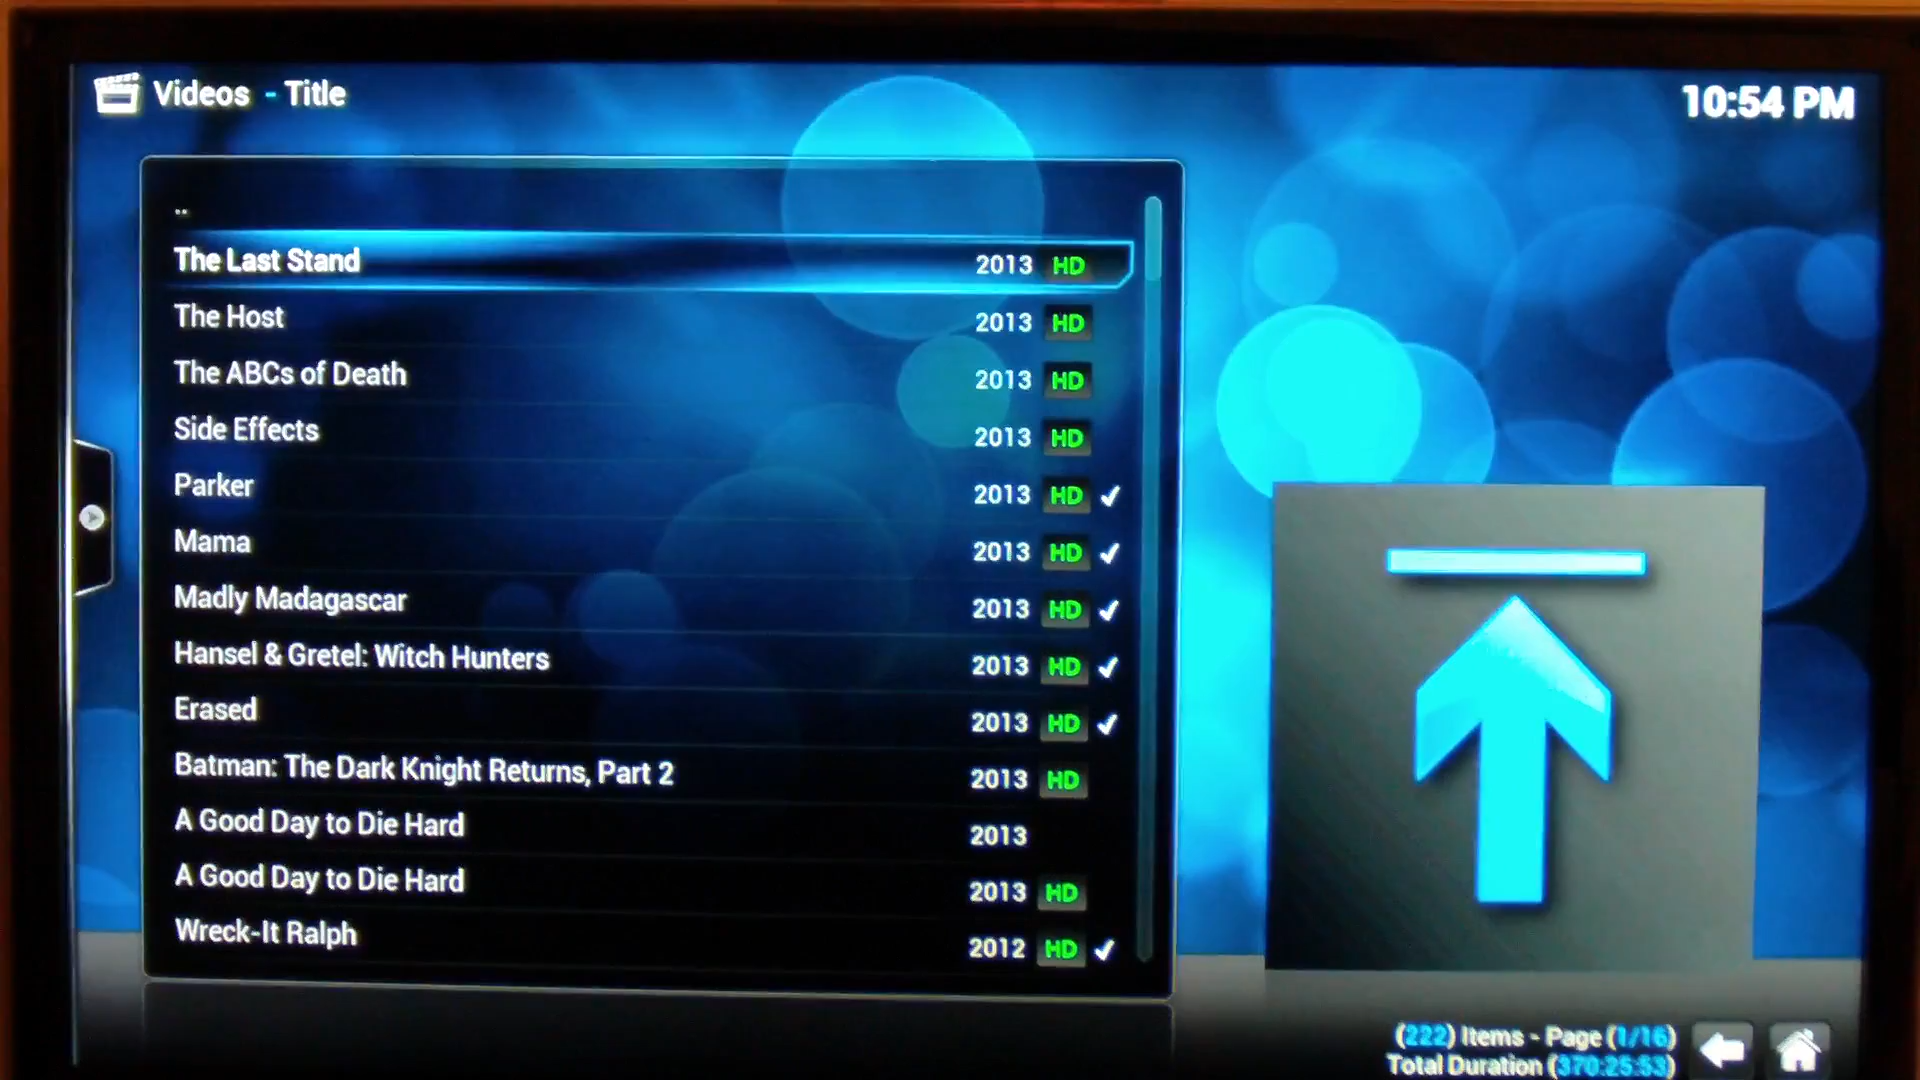 Videos - Title
10:54 PM
..
The Last Stand 2013 HD
The Host 2013 HD
The ABCs of Death 2013 HD
Side Effects 2013 HD
Parker 2013 HD
Mama 2013 HD
Madly Madagascar 2013 HD
Hansel & Gretel: Witch Hunters 2013 HD
Erased 2013 HD
Batman: The Dark Knight Returns, Part 2 2013 HD
A Good Day to Die Hard 2013
A Good Day to Die Hard 2013 HD
Wreck-It Ralph 2012 HD
(222) Items - Page (1/16)
Total Duration (370:25:53)